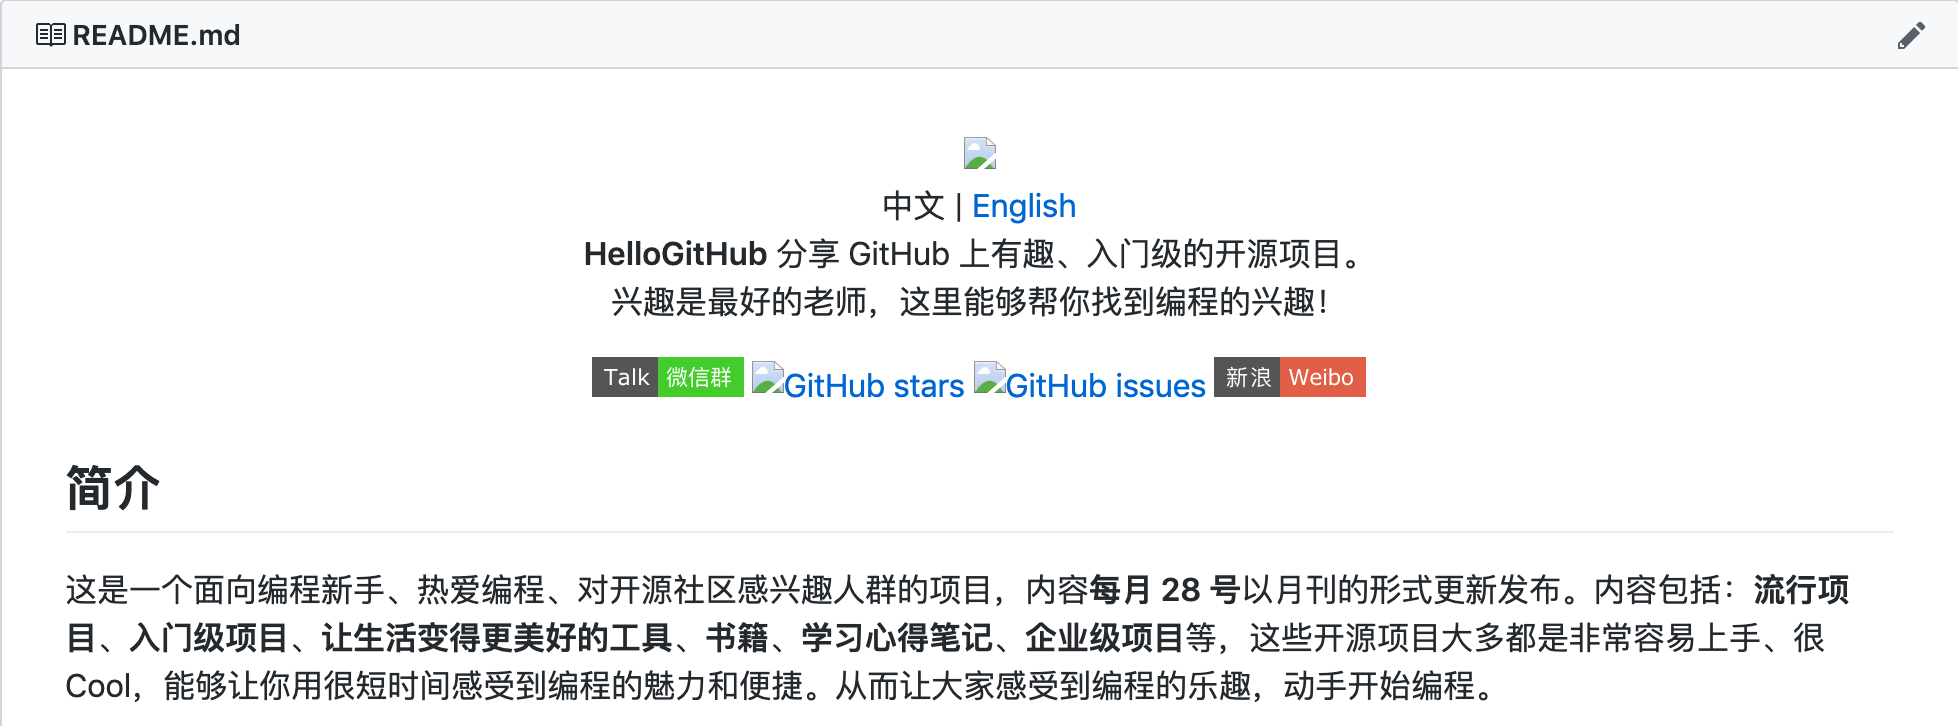 README.md
中文 | English
HelloGitHub 分享 GitHub 上有趣、入门级的开源项目。
兴趣是最好的老师，这里能够帮你找到编程的兴趣！
Talk 微信群 GitHub stars GitHub issues 新浪 Weibo
简介
这是一个面向编程新手、热爱编程、对开源社区感兴趣人群的项目，内容每月 28 号以月刊的形式更新发布。内容包括：流行项
目、入门级项目、让生活变得更美好的工具、书籍、学习心得笔记、企业级项目等，这些开源项目大多都是非常容易上手、很
Cool，能够让你用很短时间感受到编程的魅力和便捷。从而让大家感受到编程的乐趣，动手开始编程。